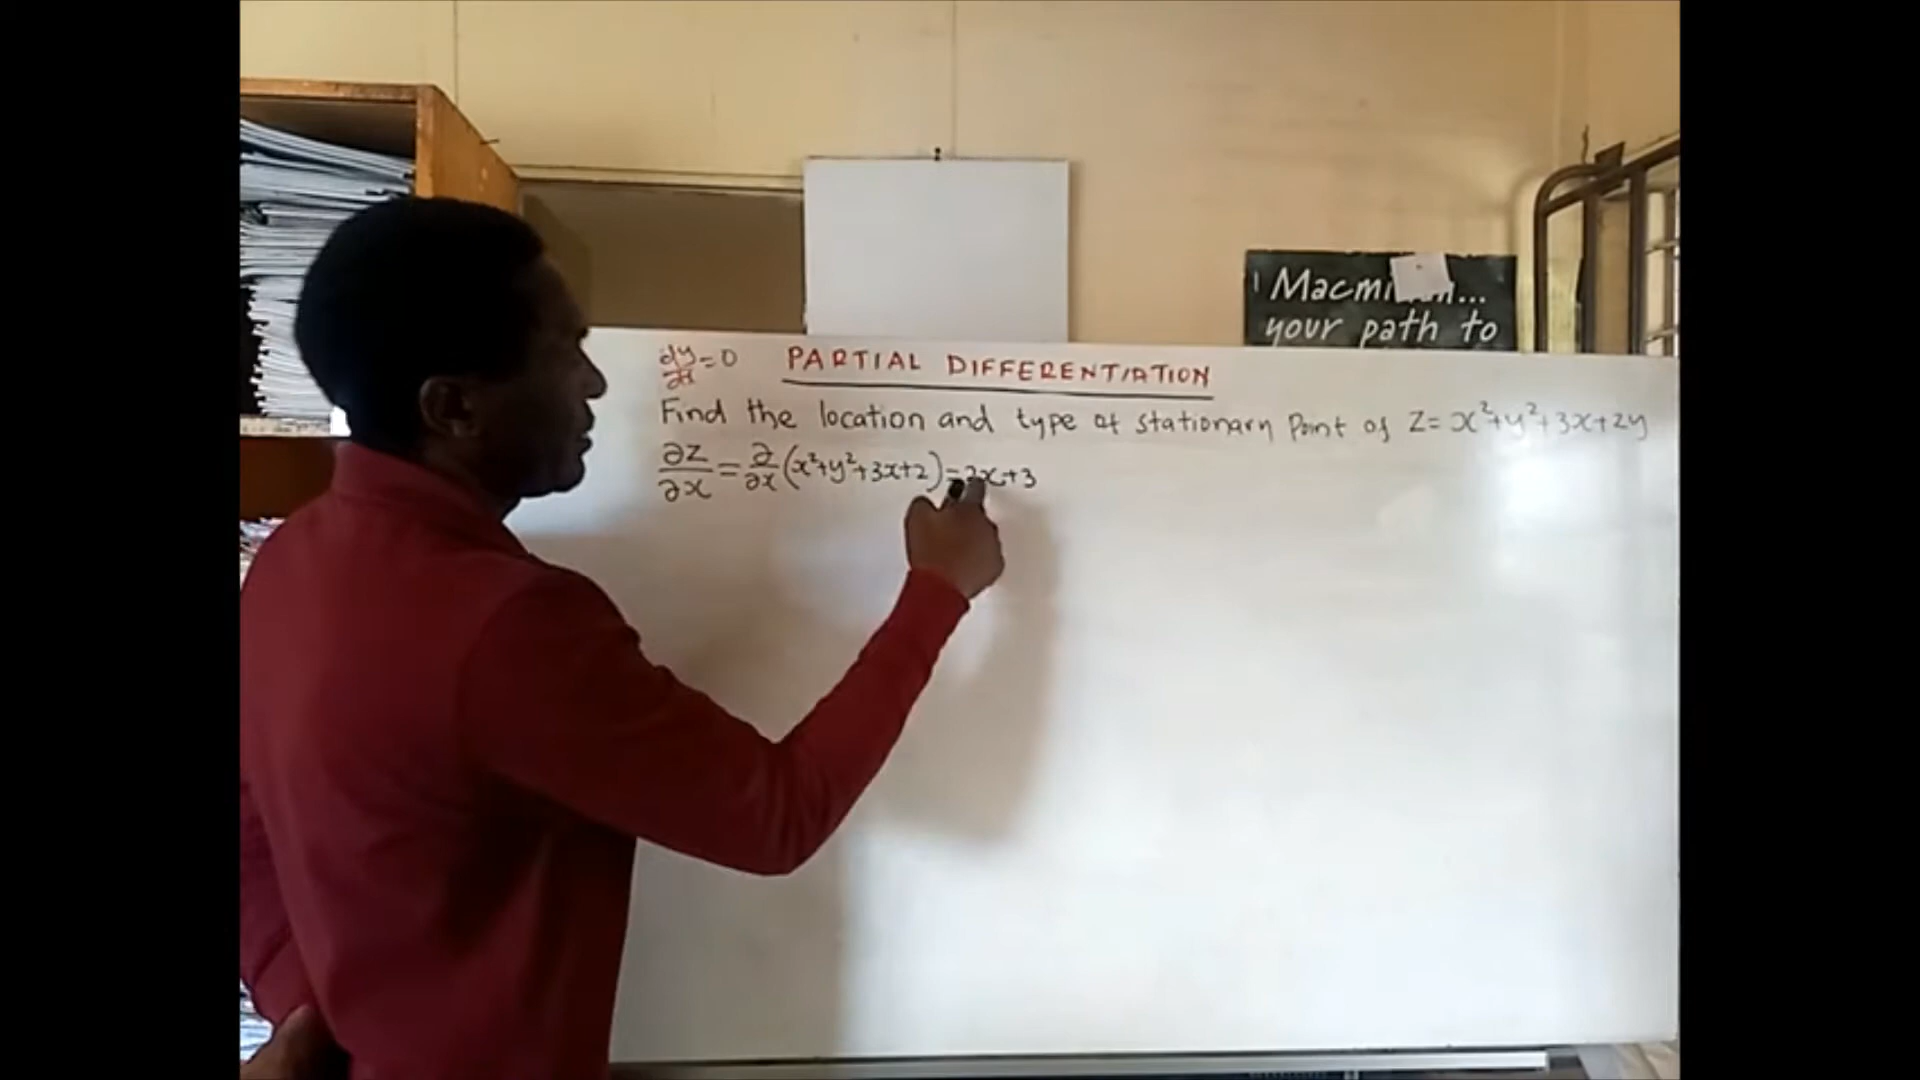 Macmi...
your path to
dy/dx = 0 PARTIAL DIFFERENTIATION
Find the location and type of stationary Point of Z = x²+y²+3x+2y
∂z/∂x = ∂/∂x (x²+y²+3x+2) = 2x+3